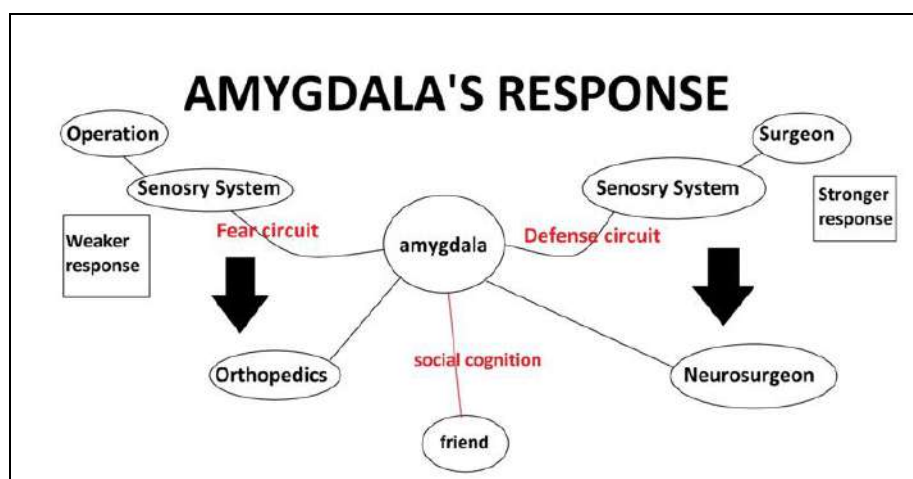 AMYGDALA'S RESPONSE
Operation
Surgeon
Senosry System
Senosry System
Stronger
response
Weaker
response
Fear circuit
amygdala
Defense circuit
social cognition
Orthopedics
Neurosurgeon
friend